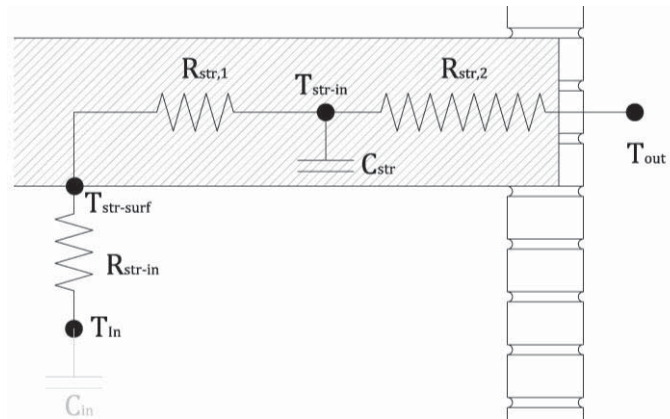 Rstr,1
Tstr-in
Rstr,2
Cstr
Tout
Tstr-surf
Rstr-in
TIn
Cin